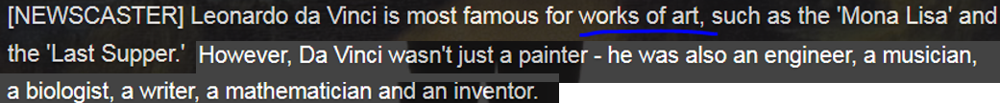 [NEWSCASTER] Leonardo da Vinci is most famous for works of art, such as the 'Mona Lisa' and
the 'Last Supper.' However, Da Vinci wasn't just a painter - he was also an engineer, a musician,
a biologist, a writer, a mathematician and an inventor.